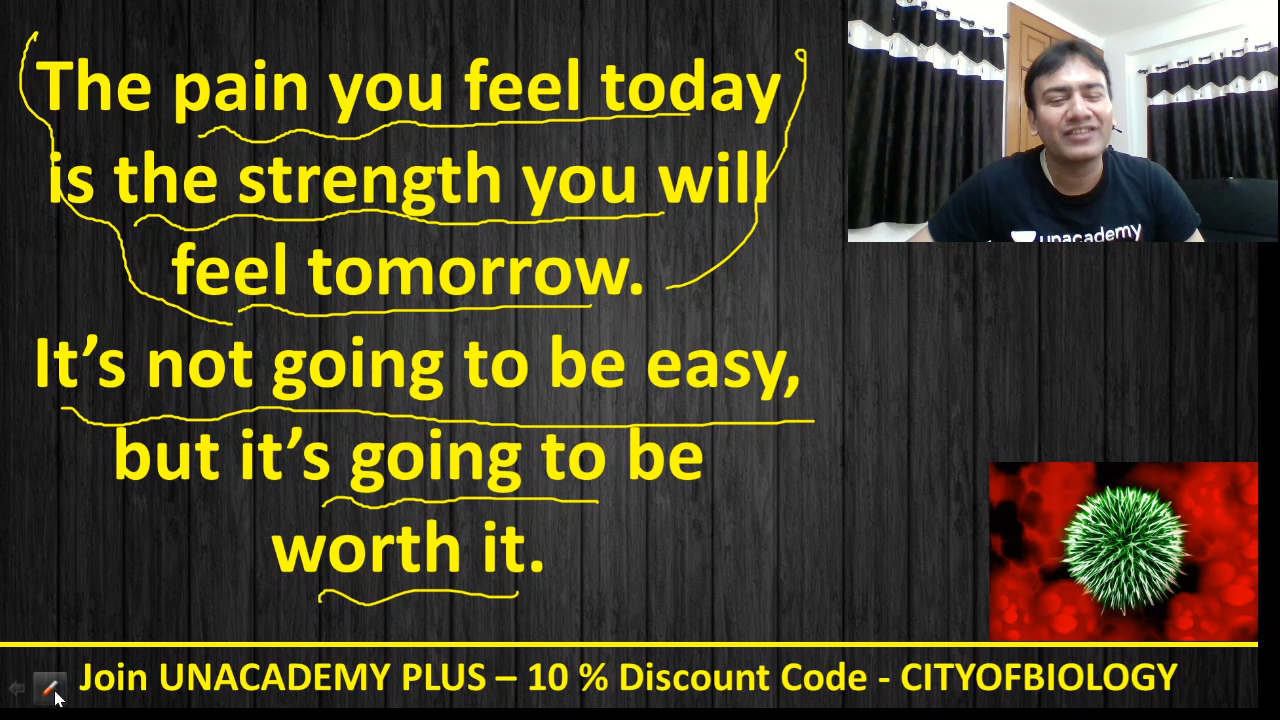 The pain you feel today
is the strength you will
feel tomorrow.
It's not going to be easy,
but it's going to be
worth it.
unacademy
Join UNACADEMY PLUS – 10 % Discount Code - CITYOFBIOLOGY